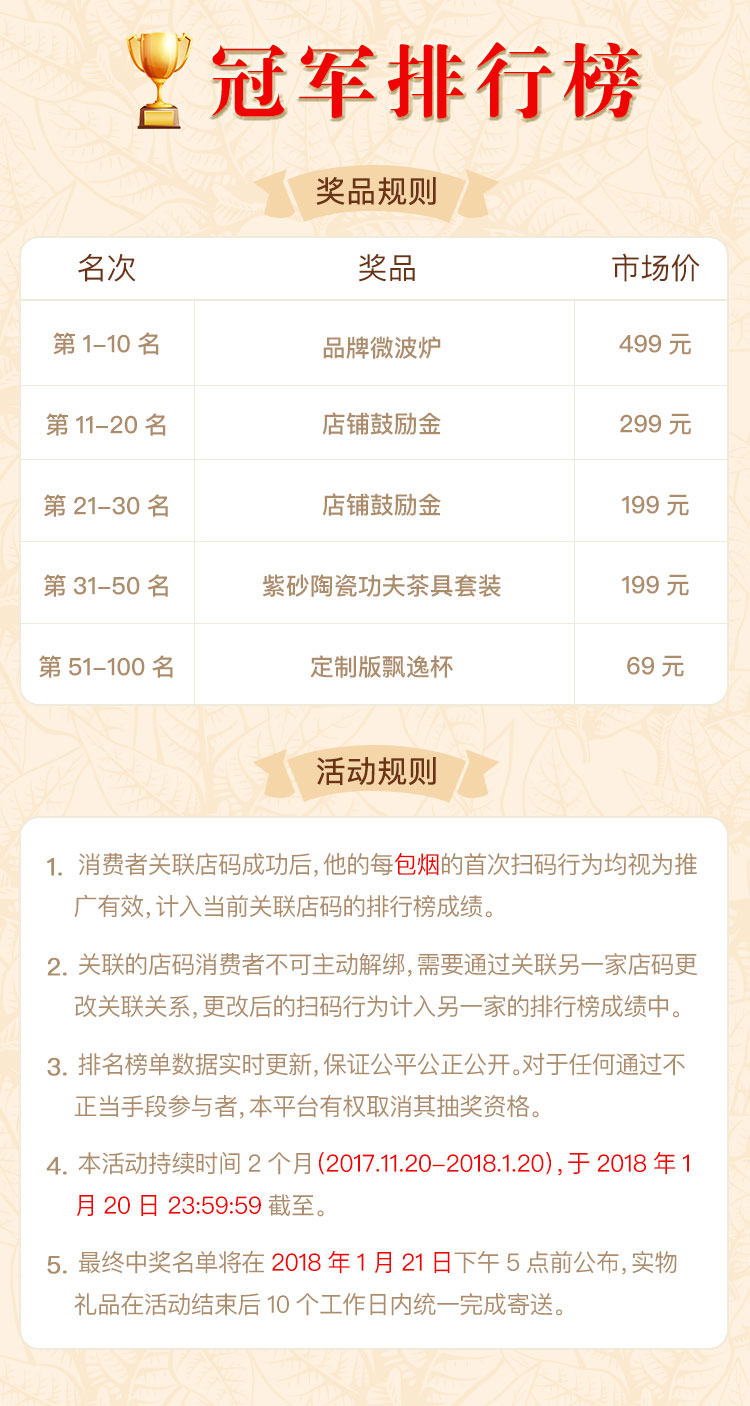 冠军排行榜
奖品规则
名次 奖品 市场价
第 1–10 名 品牌微波炉 499 元
第 11–20 名 店铺鼓励金 299 元
第 21–30 名 店铺鼓励金 199 元
第 31–50 名 紫砂陶瓷功夫茶具套装 199 元
第 51–100 名 定制版飘逸杯 69 元
活动规则
1. 消费者关联店码成功后,他的每包烟的首次扫码行为均视为推
广有效,计入当前关联店码的排行榜成绩。
2. 关联的店码消费者不可主动解绑,需要通过关联另一家店码更
改关联关系,更改后的扫码行为计入另一家的排行榜成绩中。
3. 排名榜单数据实时更新,保证公平公正公开。对于任何通过不
正当手段参与者,本平台有权取消其抽奖资格。
4. 本活动持续时间 2 个月(2017.11.20–2018.1.20),于 2018 年 1
月 20 日 23:59:59 截至。
5. 最终中奖名单将在 2018 年 1 月 21 日下午 5 点前公布,实物
礼品在活动结束后 10 个工作日内统一完成寄送。